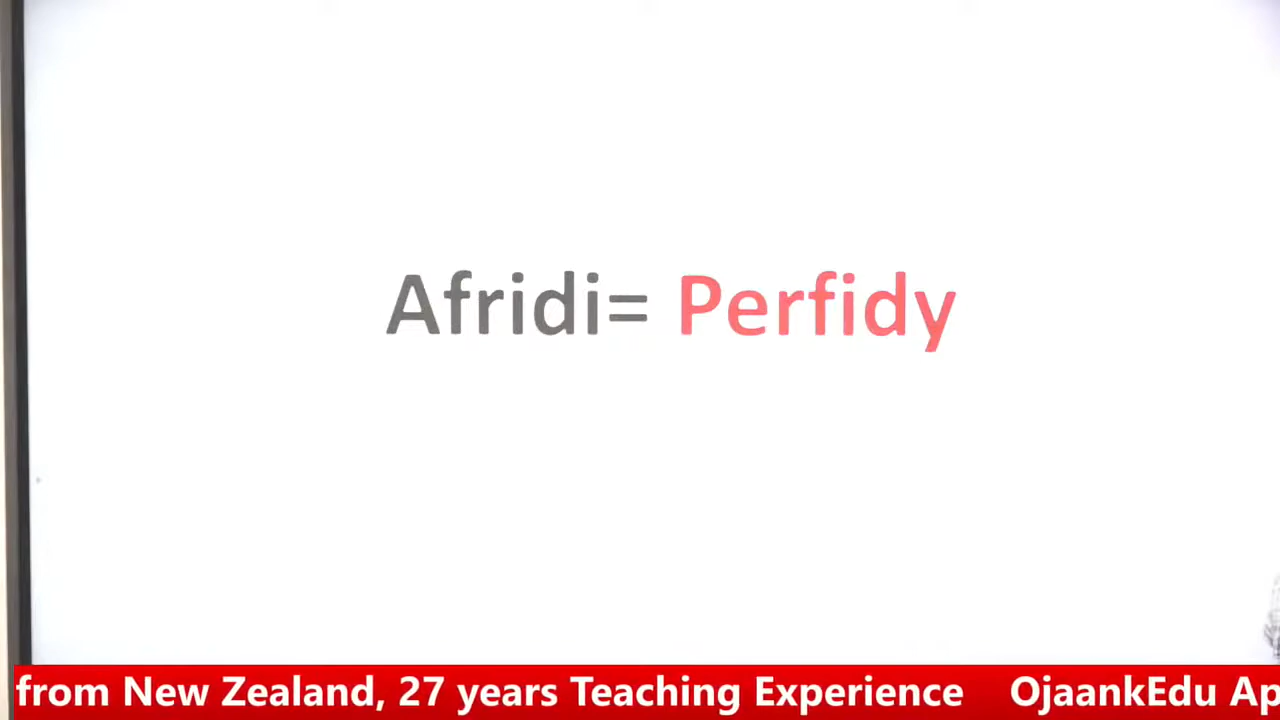 Afridi= Perfidy
from New Zealand, 27 years Teaching Experience OjaankEdu Ap